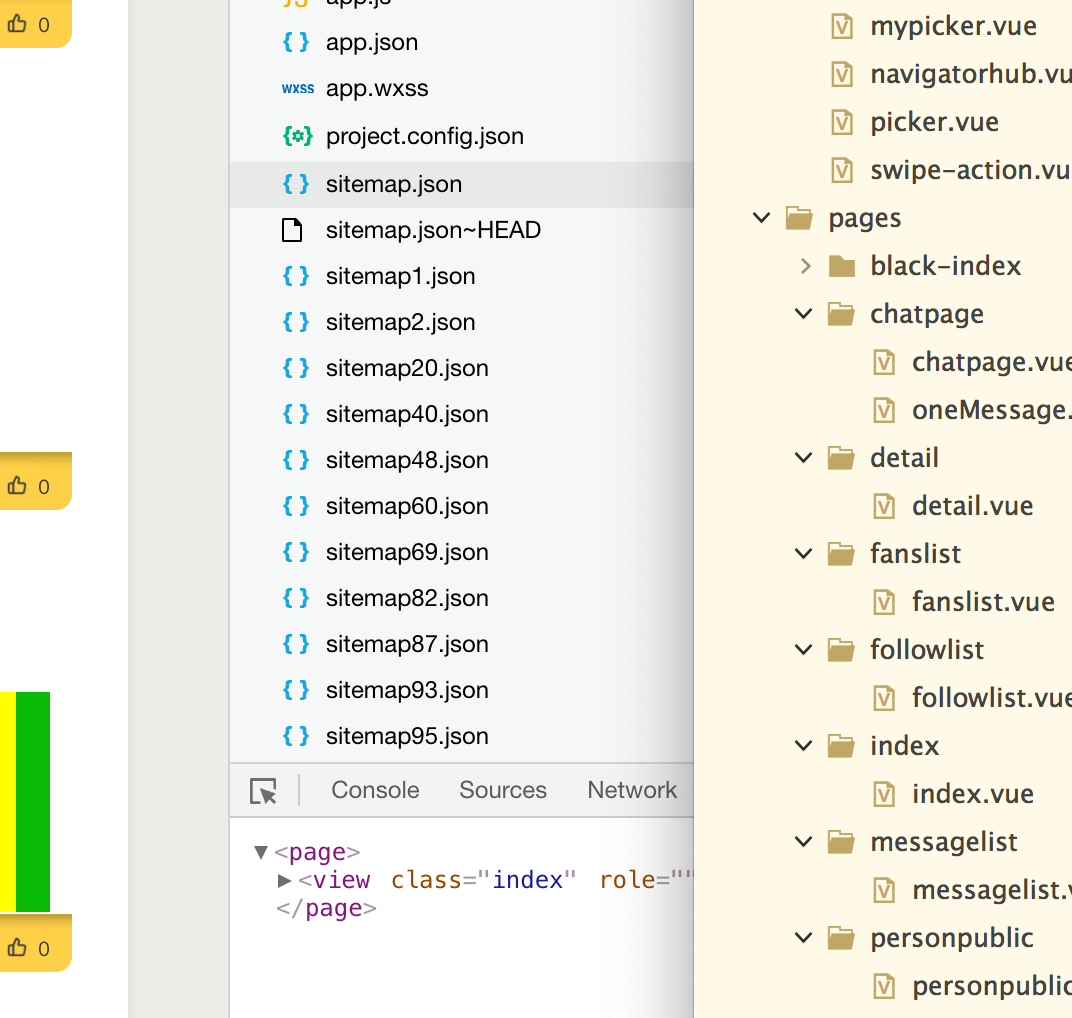 0
0
0
app.js
{ } app.json
wxss app.wxss
project.config.json
{ } sitemap.json
sitemap.json~HEAD
{ } sitemap1.json
{ } sitemap2.json
{ } sitemap20.json
{ } sitemap40.json
{ } sitemap48.json
{ } sitemap60.json
{ } sitemap69.json
{ } sitemap82.json
{ } sitemap87.json
{ } sitemap93.json
{ } sitemap95.json
Console Sources Network
<page>
<view class="index" role=""
</page>
mypicker.vue
navigatorhub.vu
picker.vue
swipe-action.vu
pages
black-index
chatpage
chatpage.vue
oneMessage.
detail
detail.vue
fanslist
fanslist.vue
followlist
followlist.vue
index
index.vue
messagelist
messagelist.v
personpublic
personpublic